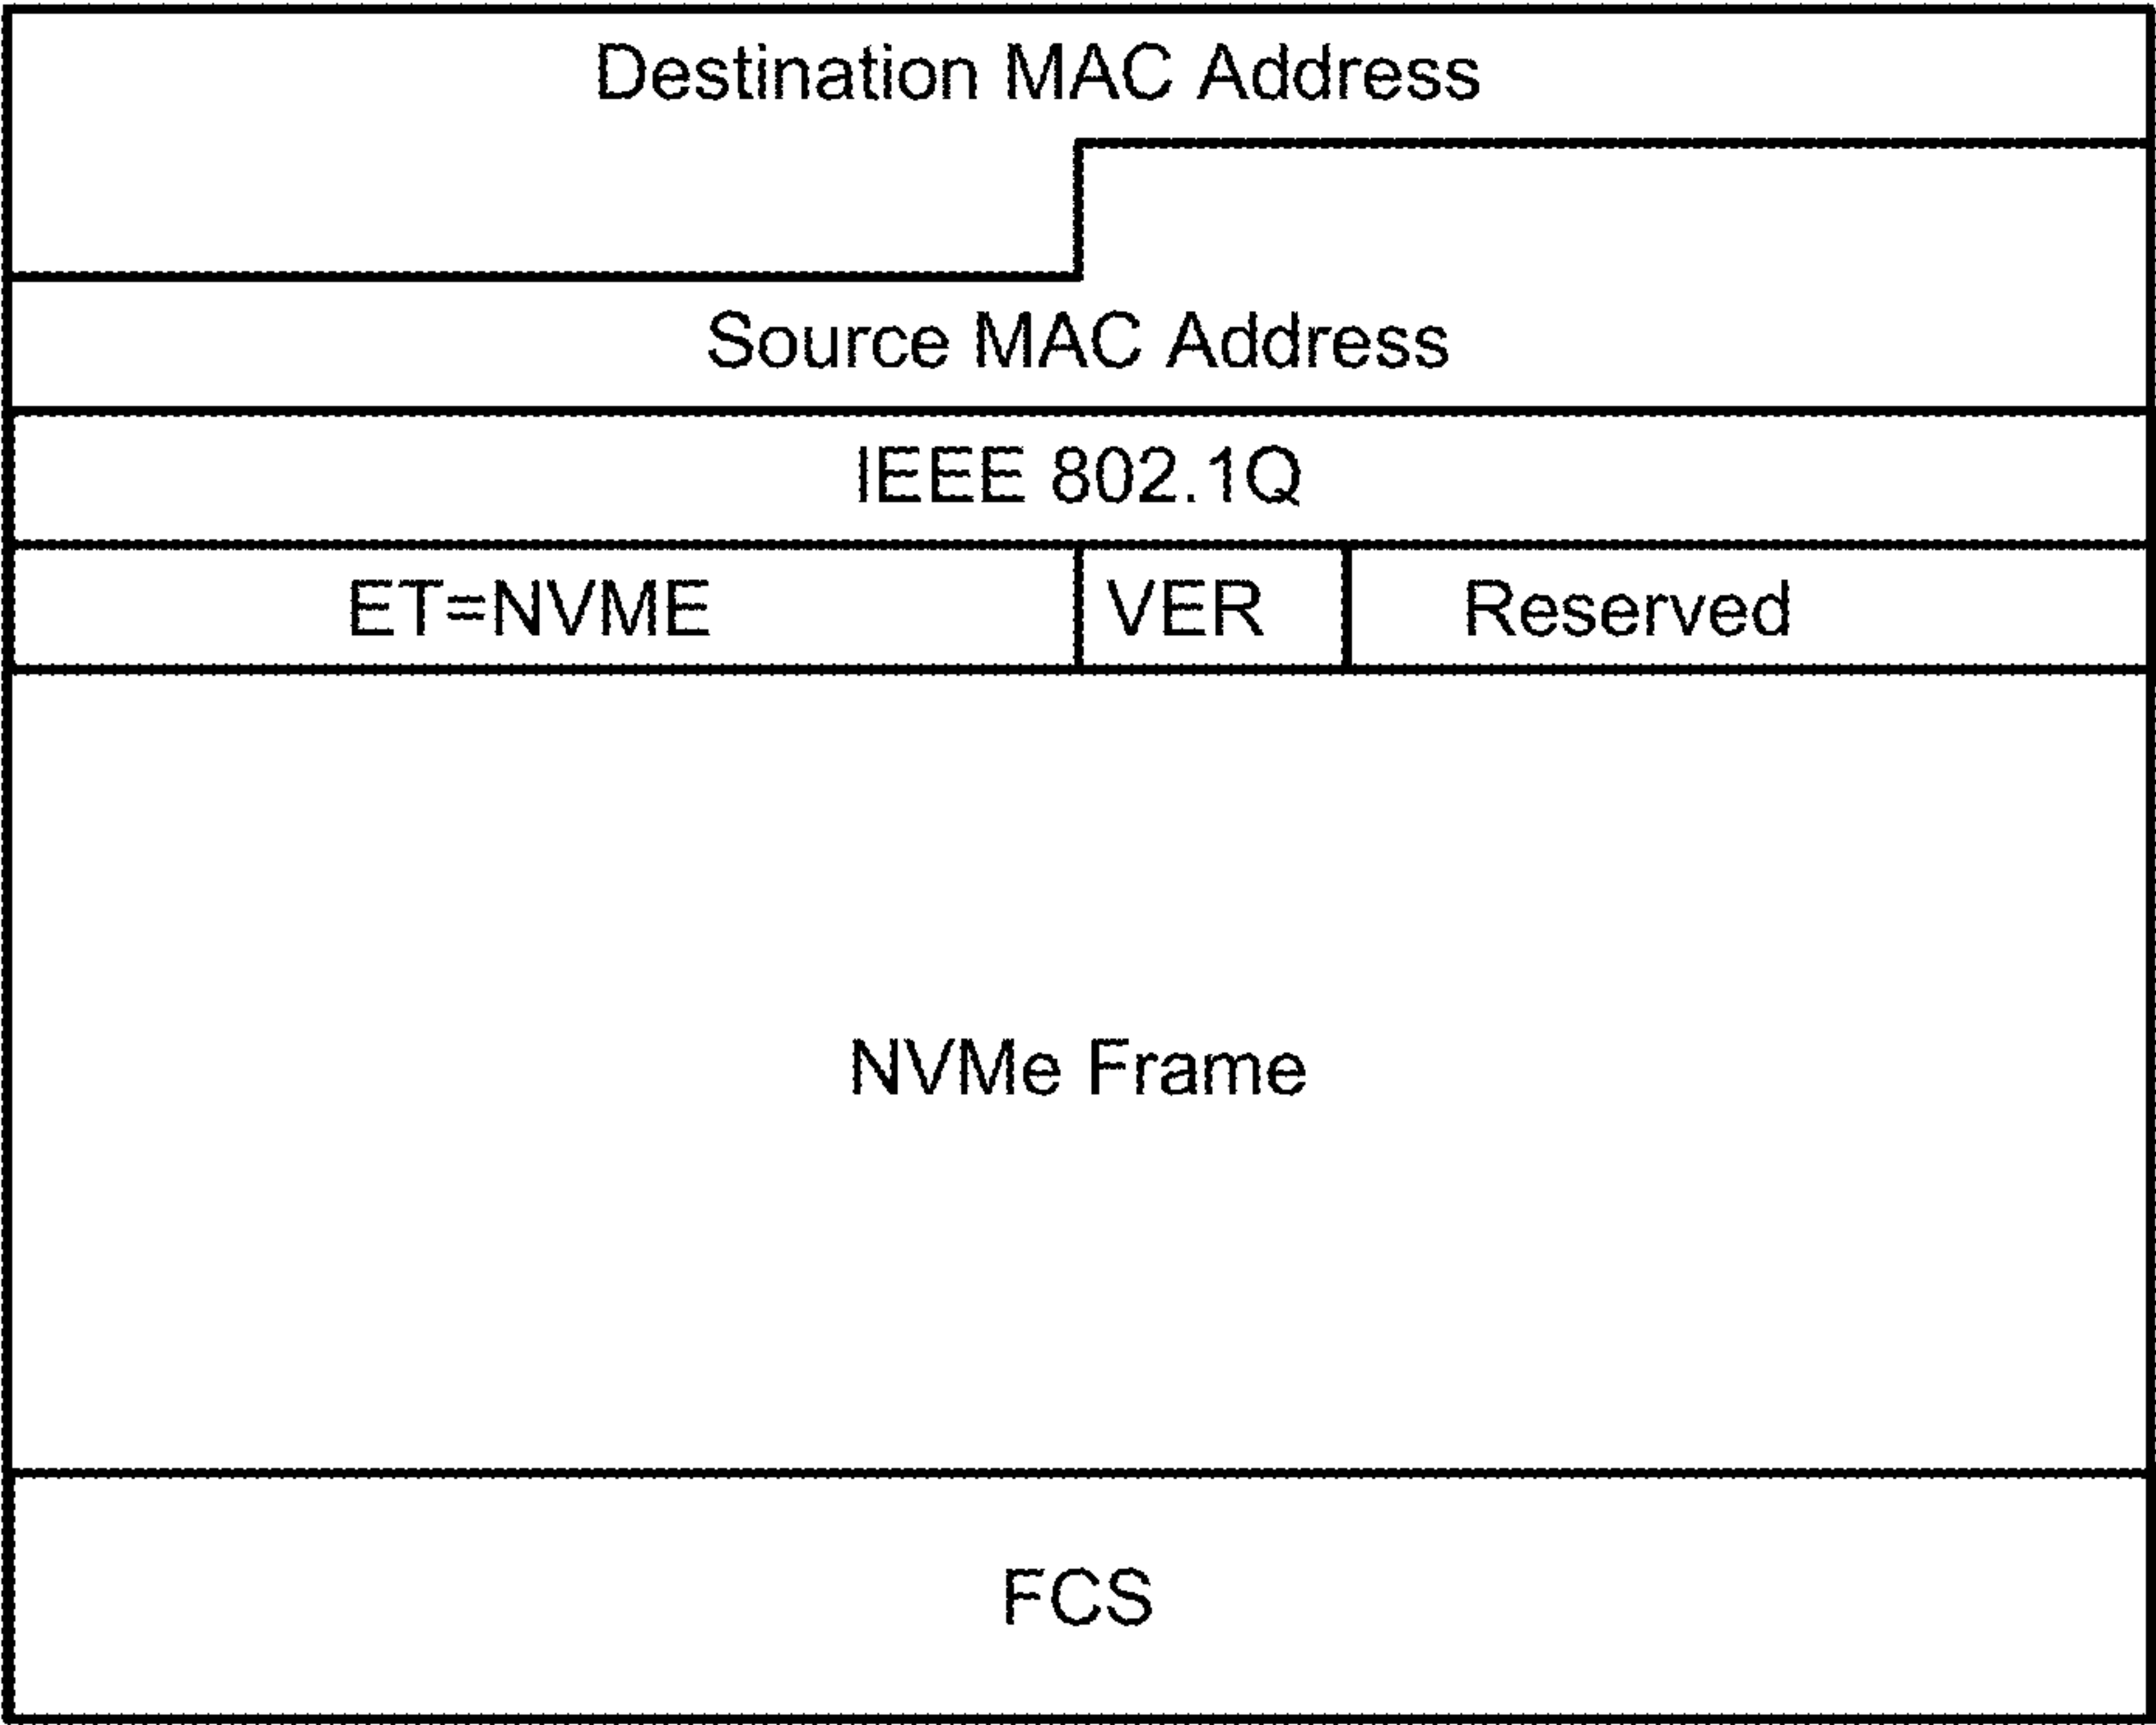 Destination MAC Address
Source MAC Address
IEEE 802.1Q
ET=NVME VER Reserved
NVMe Frame
FCS